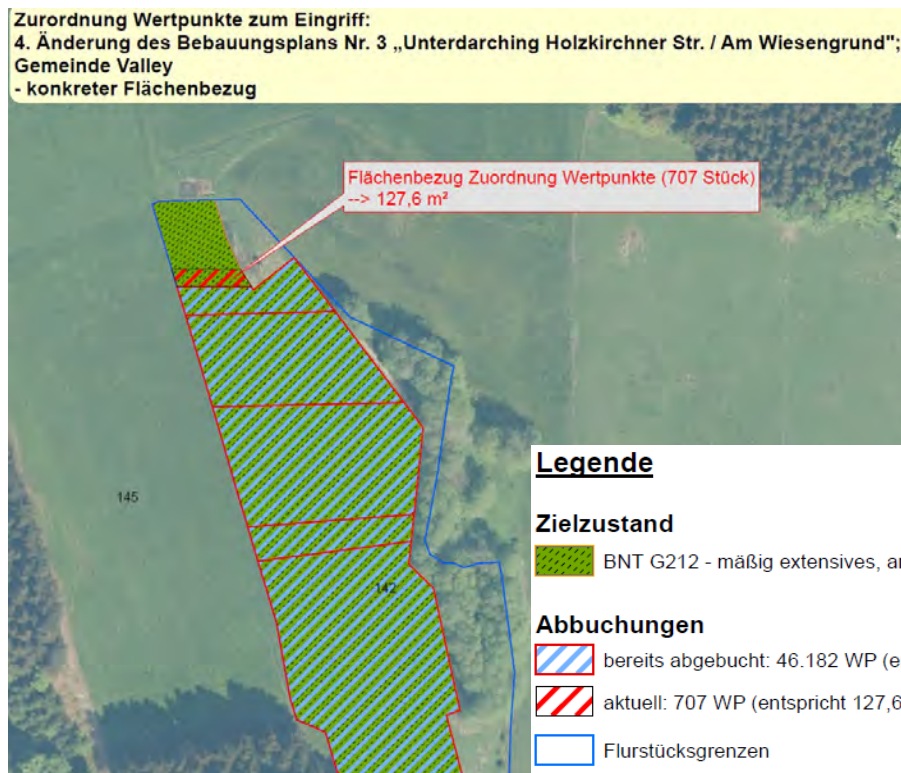 Zurordnung Wertpunkte zum Eingriff:
4. Änderung des Bebauungsplans Nr. 3 „Unterdarching Holzkirchner Str. / Am Wiesengrund";
Gemeinde Valley
- konkreter Flächenbezug
Flächenbezug Zuordnung Wertpunkte (707 Stück)
--> 127,6 m²
145
142
Legende
Zielzustand
BNT G212 - mäßig extensives, ar
Abbuchungen
bereits abgebucht: 46.182 WP (e
aktuell: 707 WP (entspricht 127,6
Flurstücksgrenzen